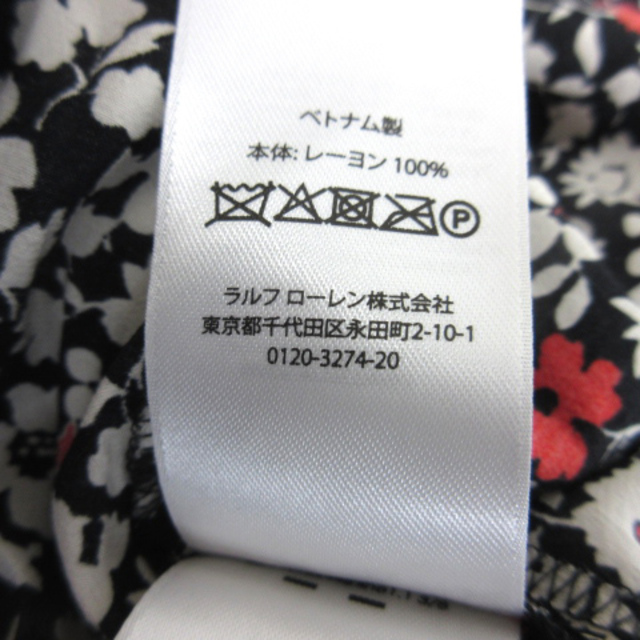 ベトナム製
本体: レーヨン 100%
P
ラルフ ローレン株式会社
東京都千代田区永田町2-10-1
0120-3274-20